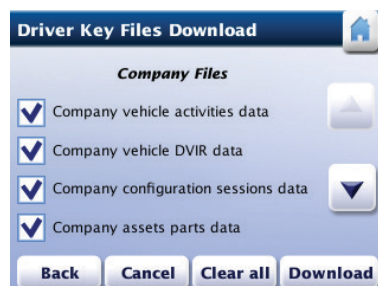 Driver Key Files Download
Company Files
Company vehicle activities data
Company vehicle DVIR data
Company configuration sessions data
Company assets parts data
Back Cancel Clear all Download